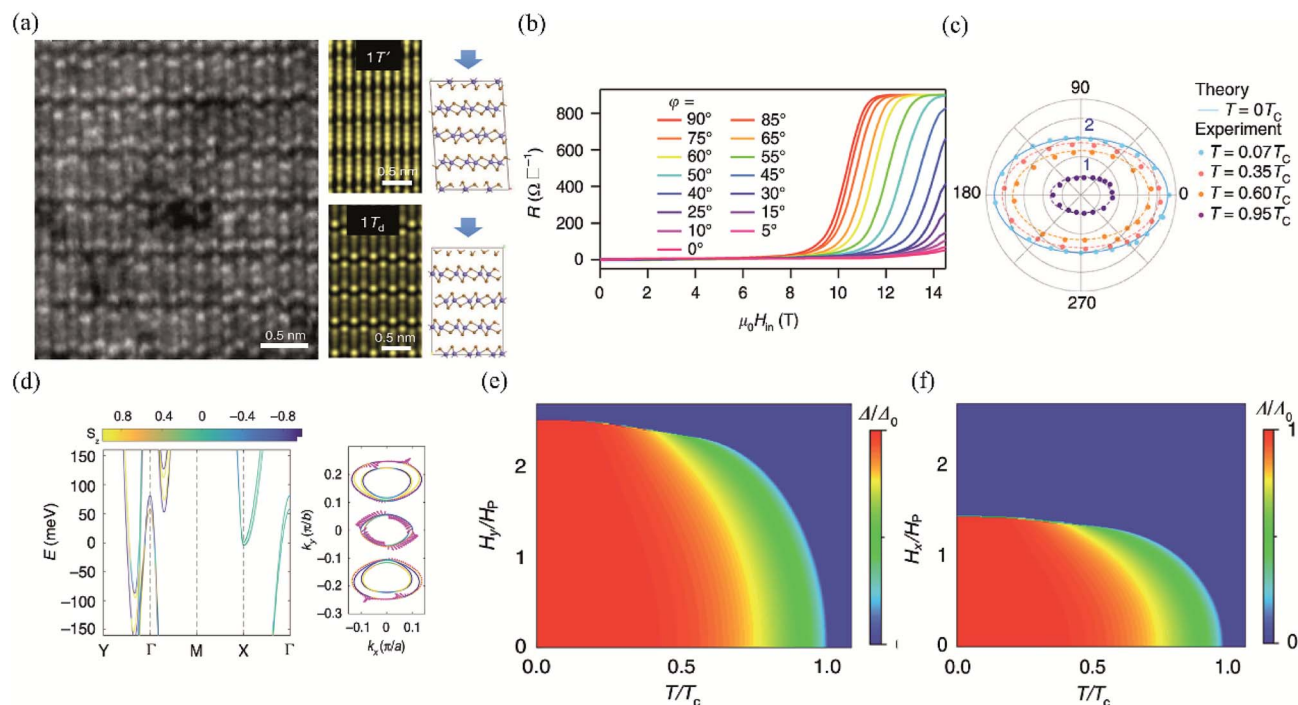 (a)
1T′
0.5 nm
0.5 nm
1T_d
0.5 nm
(b)
R (Ω □⁻¹)
800
600
400
200
0
φ =
90° 85°
75° 65°
60° 55°
50° 45°
40° 30°
25° 15°
10° 5°
0°
0 2 4 6 8 10 12 14
μ₀H_in (T)
(c)
90
2
1
180
0
270
Theory
T = 0T_C
Experiment
T = 0.07T_C
T = 0.35T_C
T = 0.60T_C
T = 0.95T_C
(d)
0.8 0.4 0 −0.4 −0.8
S_z
E (meV)
150
100
50
0
−50
−100
−150
Y Γ M X Γ
k_y(π/b)
0.2
0.1
0
−0.1
−0.2
−0.3
−0.1 0 0.1
k_x(π/a)
(e)
Δ/Δ₀
H_y/H_P
2
1
0
0.0 0.5 1.0
T/T_c
(f)
Λ/Λ₀
1
0
H_x/H_P
2
1
0
0.0 0.5 1.0
T/T_c